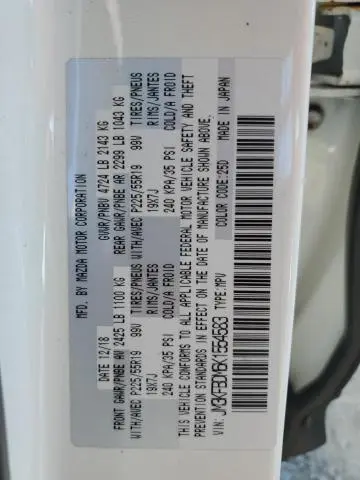 MFD. BY MAZDA MOTOR CORPORATION
DATE 12/18 GVWR/PNBV 4724 LB 2143 KG
FRONT GAWR/PNBE AV 2425 LB 1100 KG REAR GAWR/PNBE AR 2299 LB 1043 KG
WITH/AVEC P225/55R19 99V TIRES/PNEUS WITH/AVEC P225/55R19 99V TIRES/PNEUS
19X7J RIMS/JANTES 19X7J RIMS/JANTES
240 KPA/35 PSI COLD/A FROID 240 KPA/35 PSI COLD/A FROID
THIS VEHICLE CONFORMS TO ALL APPLICABLE FEDERAL MOTOR VEHICLE SAFETY AND THEFT
PREVENTION STANDARDS IN EFFECT ON THE DATE OF MANUFACTURE SHOWN ABOVE.
VIN: TYPE:MPV COLOR CODE:25D MADE IN JAPAN